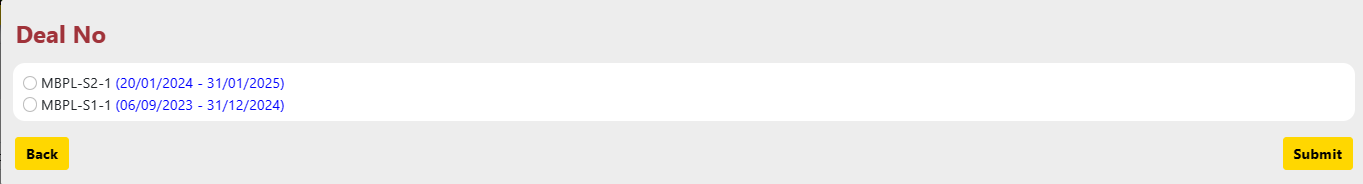 Deal No
MBPL-S2-1 (20/01/2024 - 31/01/2025)
MBPL-S1-1 (06/09/2023 - 31/12/2024)
Back Submit